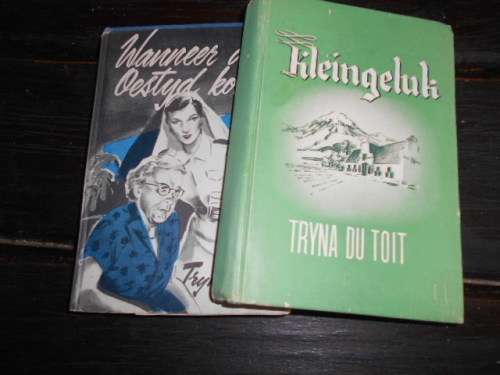 Wanneer
Oestyd
Kleingeluk
TRYNA DU TOIT